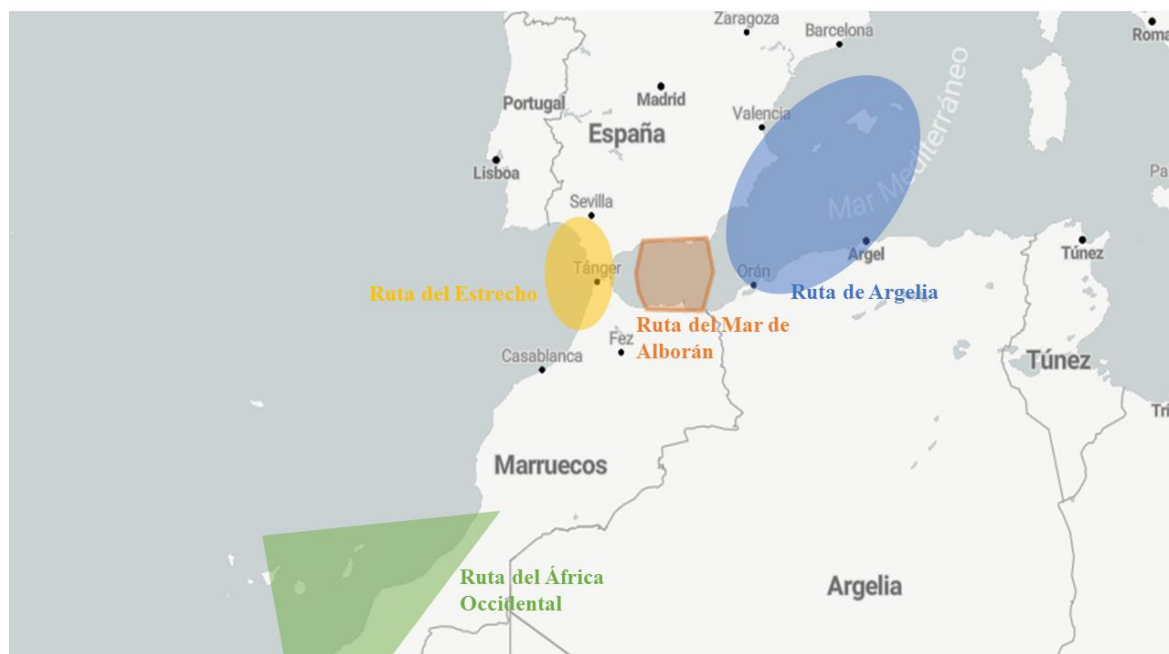 Zaragoza
Barcelona
Roma
Portugal
Madrid
Valencia
España
Mar Mediterráneo
Lisboa
Pa
Sevilla
Argel
Túnez
Tánger
Orán
Ruta del Estrecho
Ruta de Argelia
Ruta del Mar de
Alborán
Fez
Casablanca
Túnez
Trí
Marruecos
Ruta del África
Occidental
Argelia